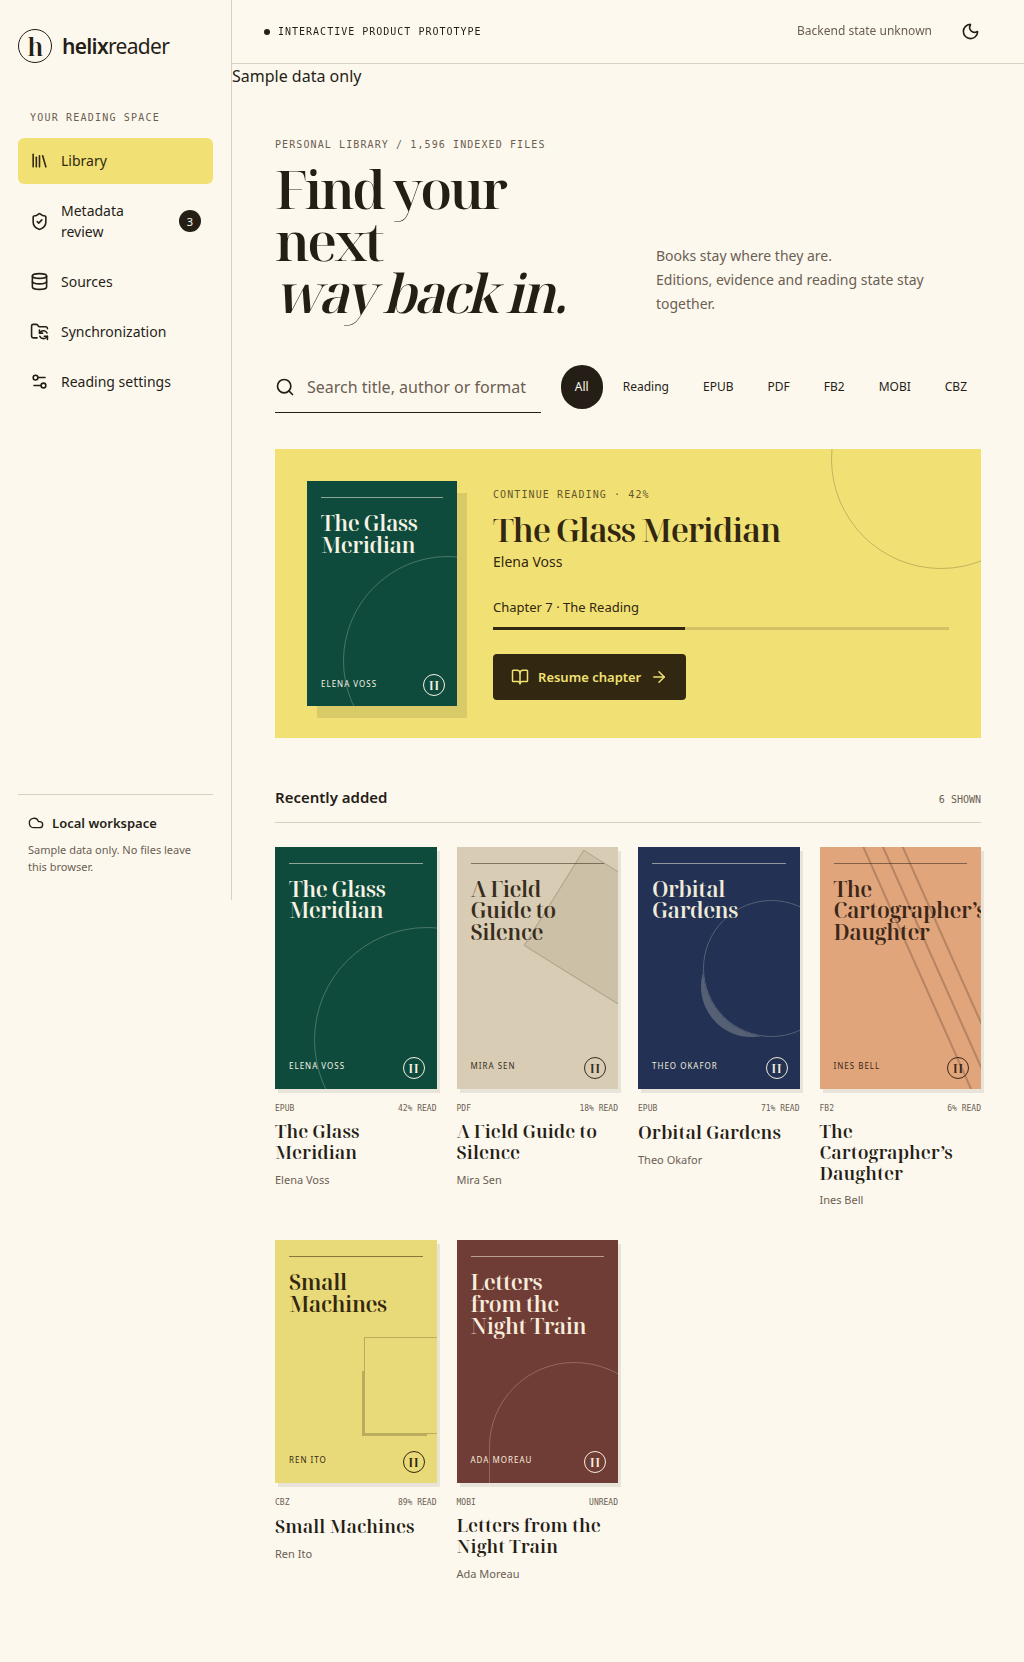 h helixreader
YOUR READING SPACE
Library
Metadata
review
3
Sources
Synchronization
Reading settings
Local workspace
Sample data only. No files leave
this browser.
INTERACTIVE PRODUCT PROTOTYPE
Backend state unknown
Sample data only
PERSONAL LIBRARY / 1,596 INDEXED FILES
Find your
next
way back in.
Books stay where they are.
Editions, evidence and reading state stay
together.
Search title, author or format
All
Reading
EPUB
PDF
FB2
MOBI
CBZ
The Glass
Meridian
ELENA VOSS
H
CONTINUE READING · 42%
The Glass Meridian
Elena Voss
Chapter 7 · The Reading
Resume chapter
Recently added
6 SHOWN
The Glass
Meridian
ELENA VOSS
H
EPUB
42% READ
The Glass
Meridian
Elena Voss
A Field
Guide to
Silence
MIRA SEN
H
PDF
18% READ
A Field Guide to
Silence
Mira Sen
Orbital
Gardens
THEO OKAFOR
H
EPUB
71% READ
Orbital Gardens
Theo Okafor
The
Cartographer’s
Daughter
INES BELL
H
FB2
6% READ
The
Cartographer’s
Daughter
Ines Bell
Small
Machines
REN ITO
H
CBZ
89% READ
Small Machines
Ren Ito
Letters
from the
Night Train
ADA MOREAU
H
MOBI
UNREAD
Letters from the
Night Train
Ada Moreau